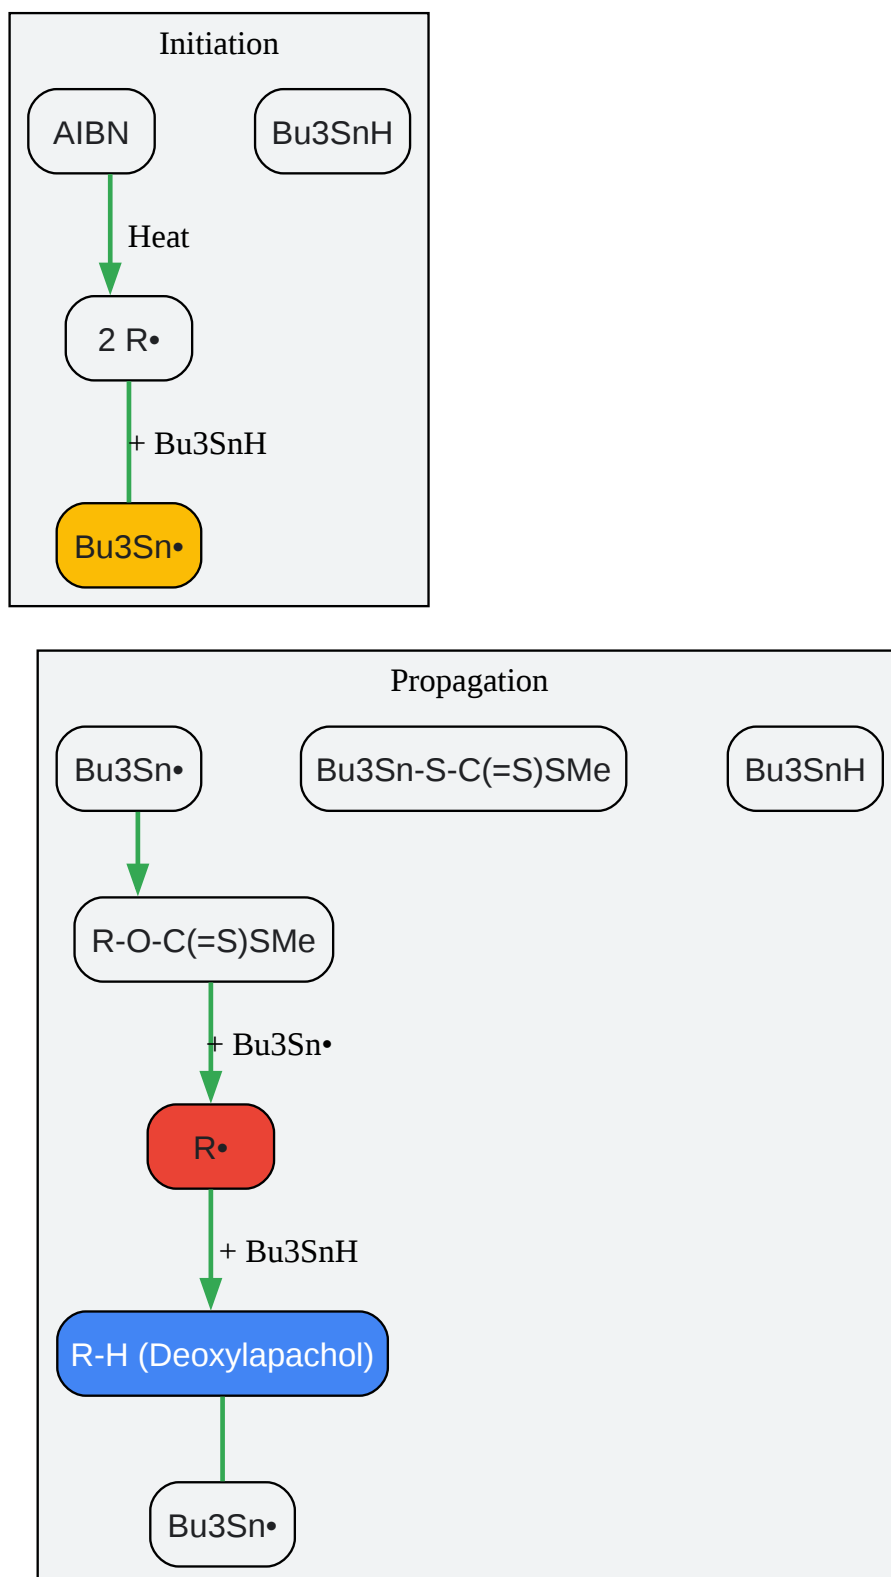 Initiation
AIBN
Bu3SnH
Heat
2 R•
+ Bu3SnH
Bu3Sn•
Propagation
Bu3Sn•
Bu3Sn-S-C(=S)SMe
Bu3SnH
R-O-C(=S)SMe
+ Bu3Sn•
R•
+ Bu3SnH
R-H (Deoxylapachol)
Bu3Sn•